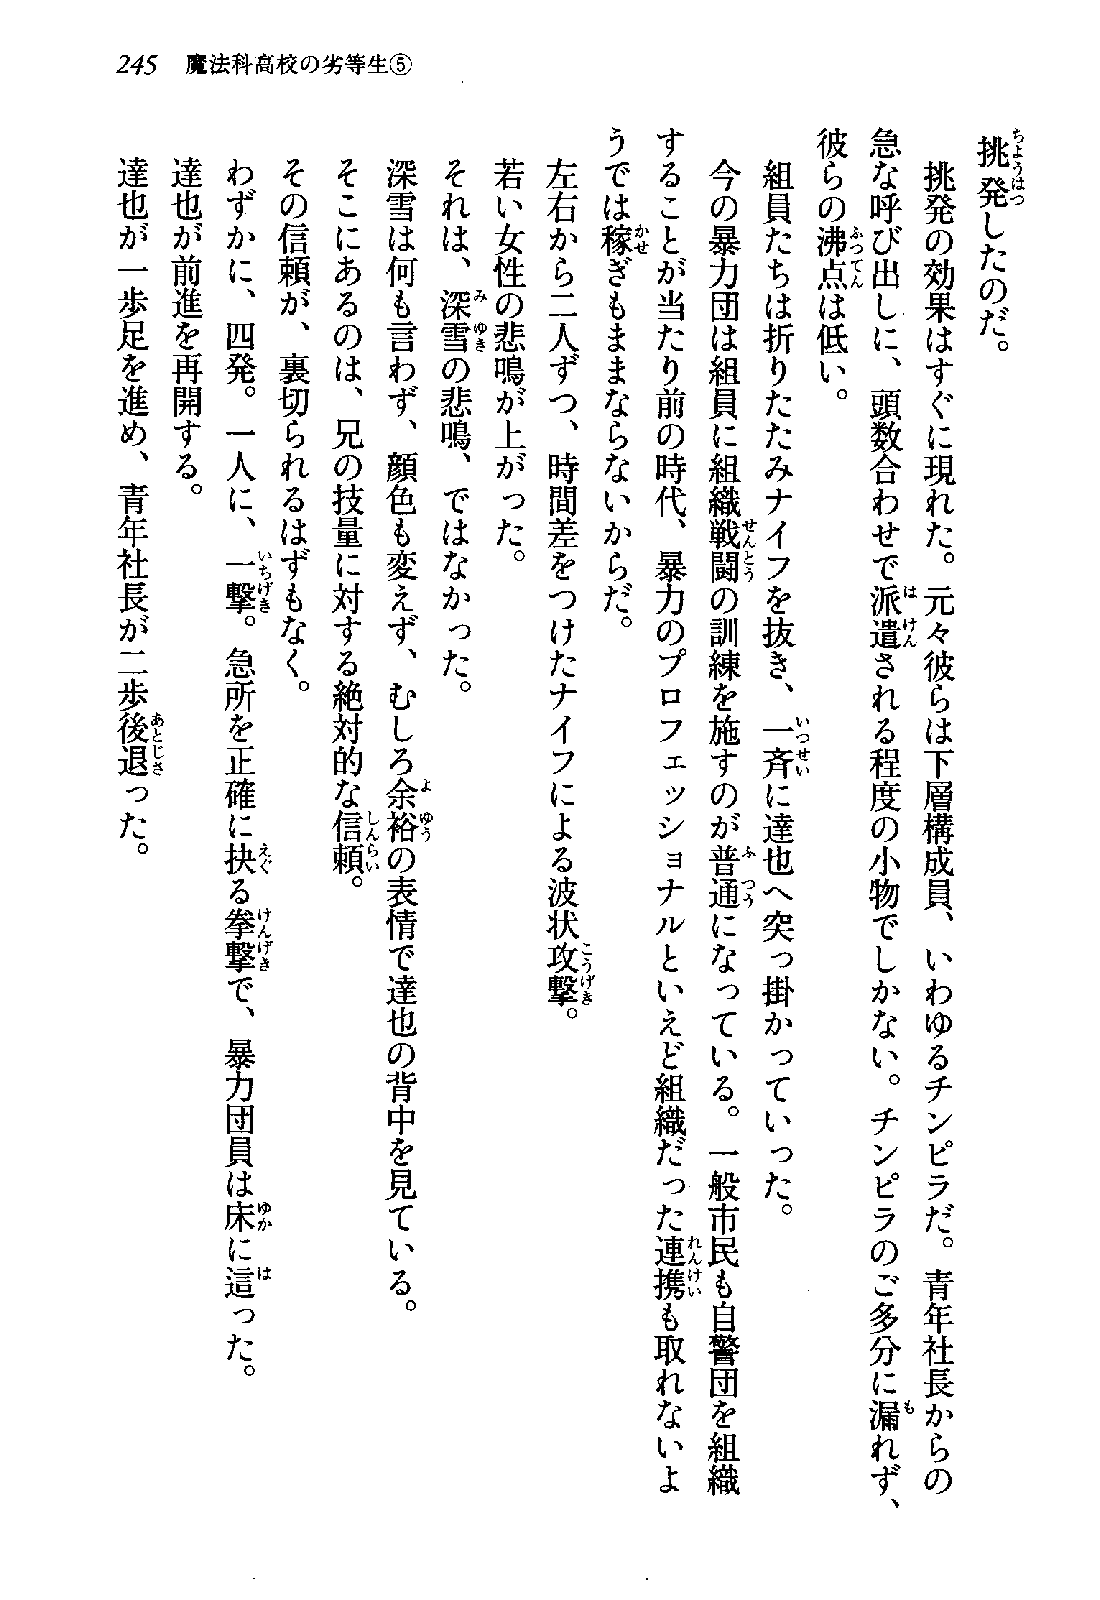 245 魔法科高校の劣等生⑤
挑発したのだ。
挑発の効果はすぐに現れた。元々彼らは下層構成員、いわゆるチンピラだ。青年社長からの
急な呼び出しに、頭数合わせで派遣される程度の小物でしかない。チンピラのご多分に漏れず、
彼らの沸点は低い。
組員たちは折りたたみナイフを抜き、一斉に達也へ突っ掛かっていった。
今の暴力団は組員に組織戦闘の訓練を施すのが普通になっている。一般市民も自警団を組織
することが当たり前の時代、暴力のプロフェッショナルといえど組織だった連携も取れないよ
うでは稼ぎもままならないからだ。
左右から二人ずつ、時間差をつけたナイフによる波状攻撃。
若い女性の悲鳴が上がった。
それは、深雪の悲鳴、ではなかった。
深雪は何も言わず、顔色も変えず、むしろ余裕の表情で達也の背中を見ている。
そこにあるのは、兄の技量に対する絶対的な信頼。
その信頼が、裏切られるはずもなく。
わずかに、四発。一人に、一撃。急所を正確に抉る拳撃で、暴力団員は床に這った。
達也が前進を再開する。
達也が一歩足を進め、青年社長が二歩後退った。